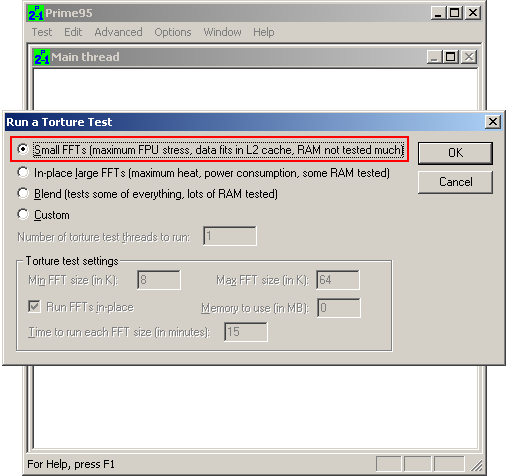 Prime95
Test Edit Advanced Options Window Help
Main thread
Run a Torture Test
Small FFTs (maximum FPU stress, data fits in L2 cache, RAM not tested much)
OK
In-place large FFTs (maximum heat, power consumption, some RAM tested)
Cancel
Blend (tests some of everything, lots of RAM tested)
Custom
Number of torture test threads to run: 1
Torture test settings
Min FFT size (in K): 8 Max FFT size (in K): 64
Run FFTs in-place Memory to use (in MB): 0
Time to run each FFT size (in minutes): 15
For Help, press F1